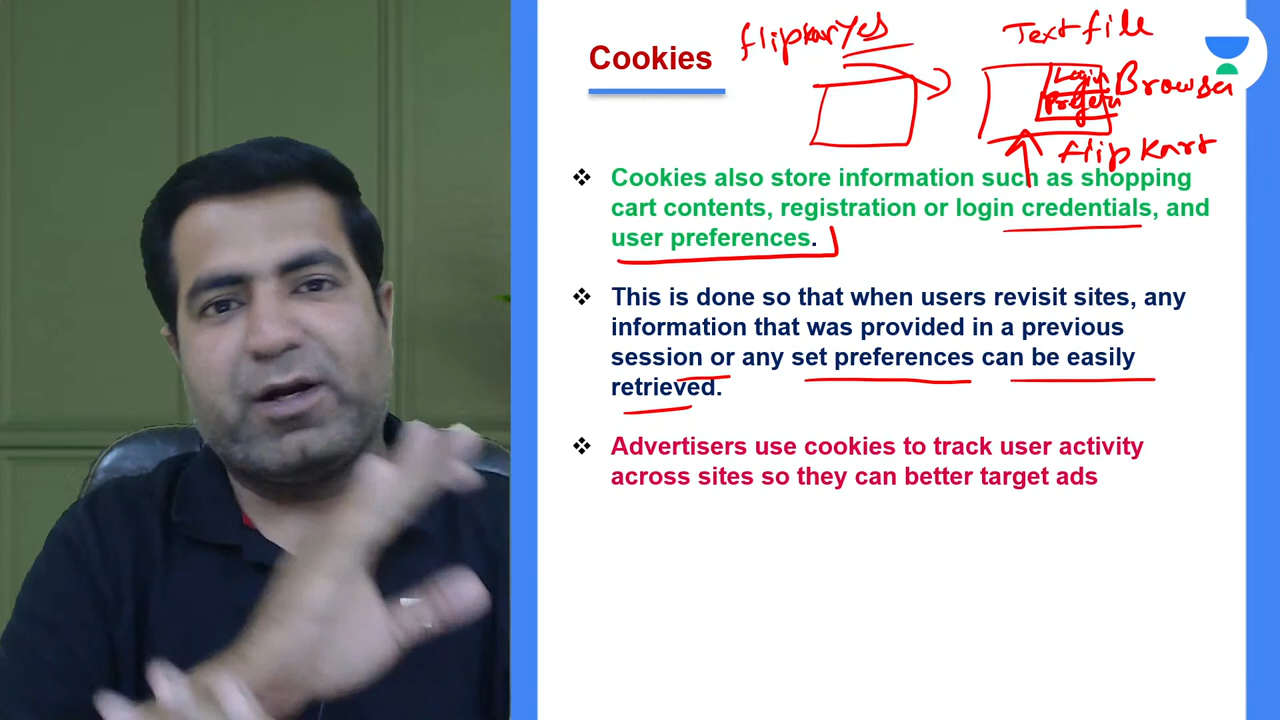 Cookies
flipkaryes
Text file
Login
Browser
Prefern
flipkart
❖ Cookies also store information such as shopping
cart contents, registration or login credentials, and
user preferences.
❖ This is done so that when users revisit sites, any
information that was provided in a previous
session or any set preferences can be easily
retrieved.
❖ Advertisers use cookies to track user activity
across sites so they can better target ads